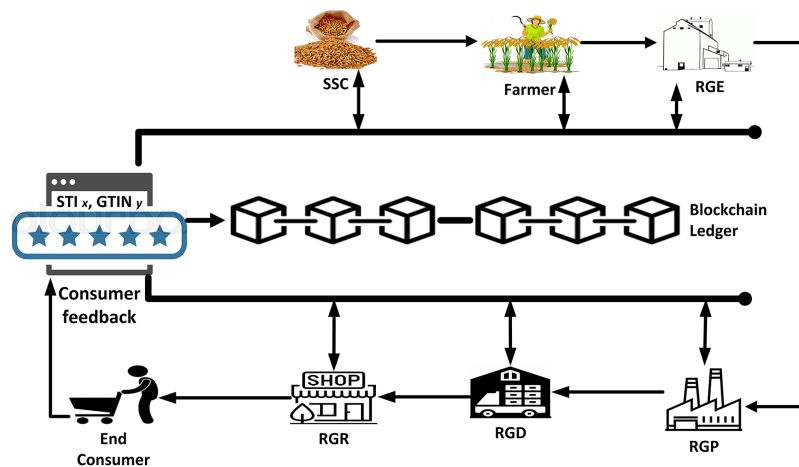 SSC
Farmer
RGE
STI x, GTIN y
Blockchain
Ledger
Consumer
feedback
SHOP
RGR
RGD
RGP
End
Consumer